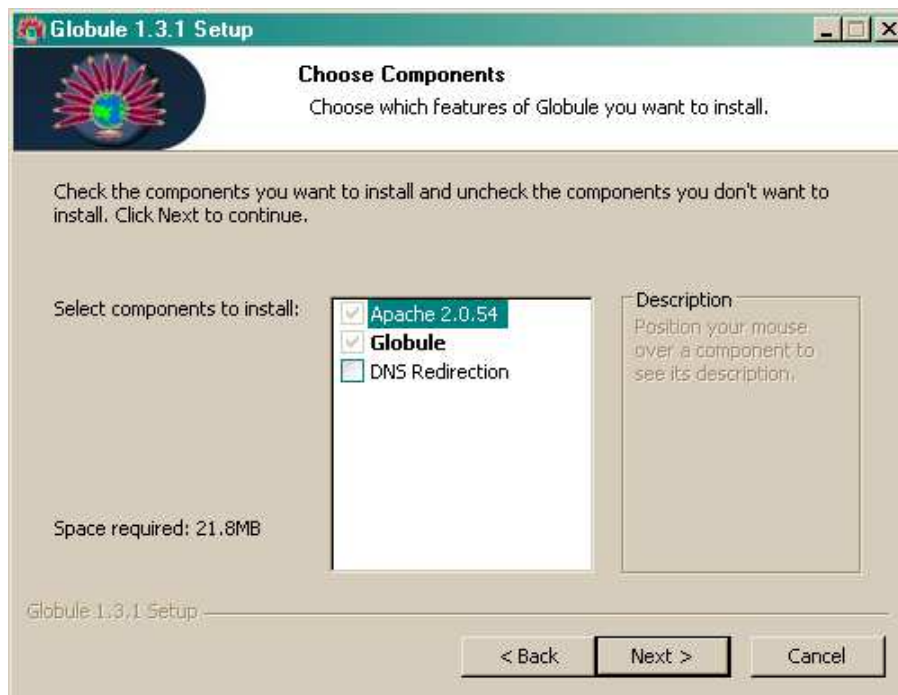 Globule 1.3.1 Setup
Choose Components
Choose which features of Globule you want to install.
Check the components you want to install and uncheck the components you don't want to
install. Click Next to continue.
Select components to install:
Apache 2.0.54
Globule
DNS Redirection
Description
Position your mouse
over a component to
see its description.
Space required: 21.8MB
Globule 1.3.1 Setup
< Back
Next >
Cancel